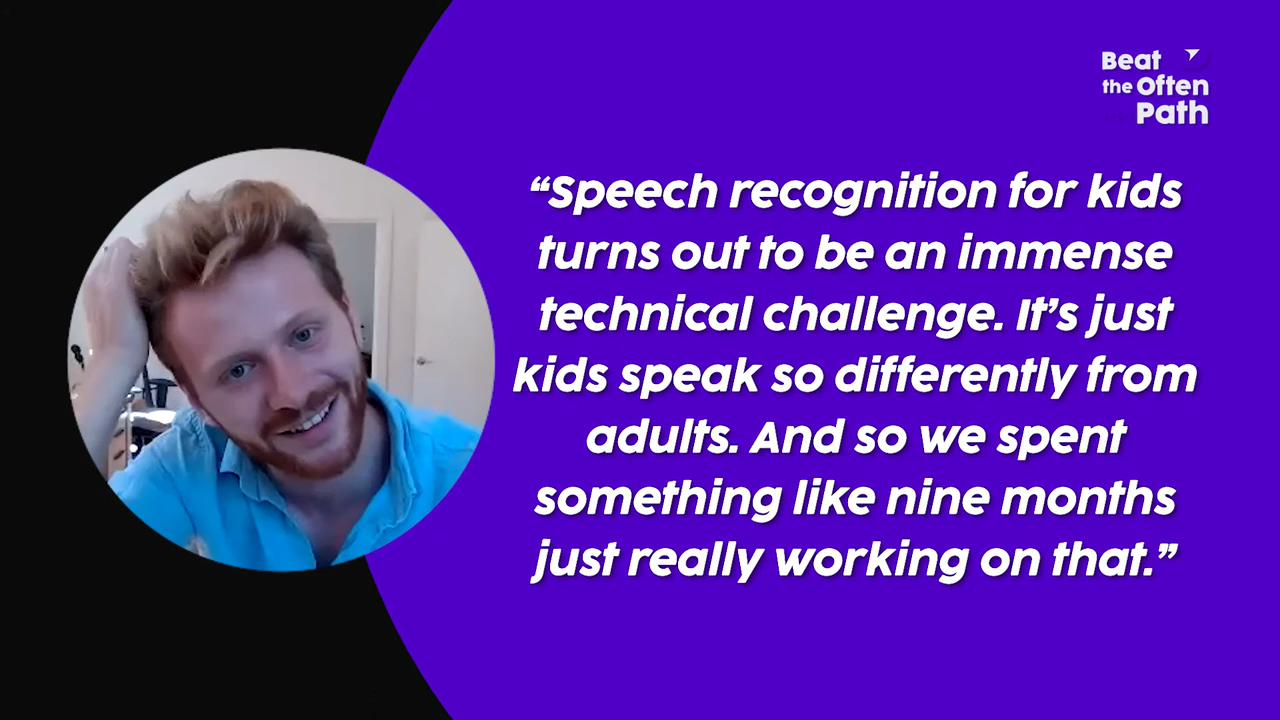 Beat
the Often
Path
“Speech recognition for kids
turns out to be an immense
technical challenge. It’s just
kids speak so differently from
adults. And so we spent
something like nine months
just really working on that.”